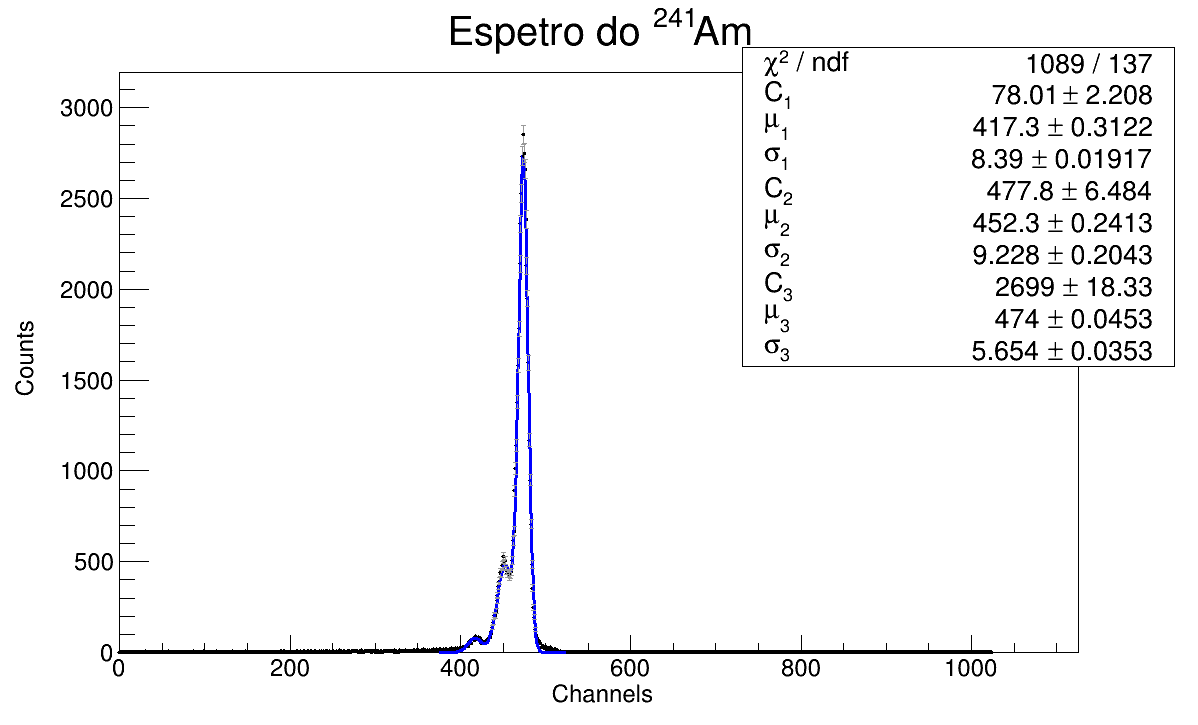 Espetro do ²⁴¹Am
χ² / ndf 1089 / 137
C₁ 78.01 ± 2.208
μ₁ 417.3 ± 0.3122
σ₁ 8.39 ± 0.01917
C₂ 477.8 ± 6.484
μ₂ 452.3 ± 0.2413
σ₂ 9.228 ± 0.2043
C₃ 2699 ± 18.33
μ₃ 474 ± 0.0453
σ₃ 5.654 ± 0.0353
3000
2500
2000
1500
1000
500
0
Counts
0 200 400 600 800 1000
Channels